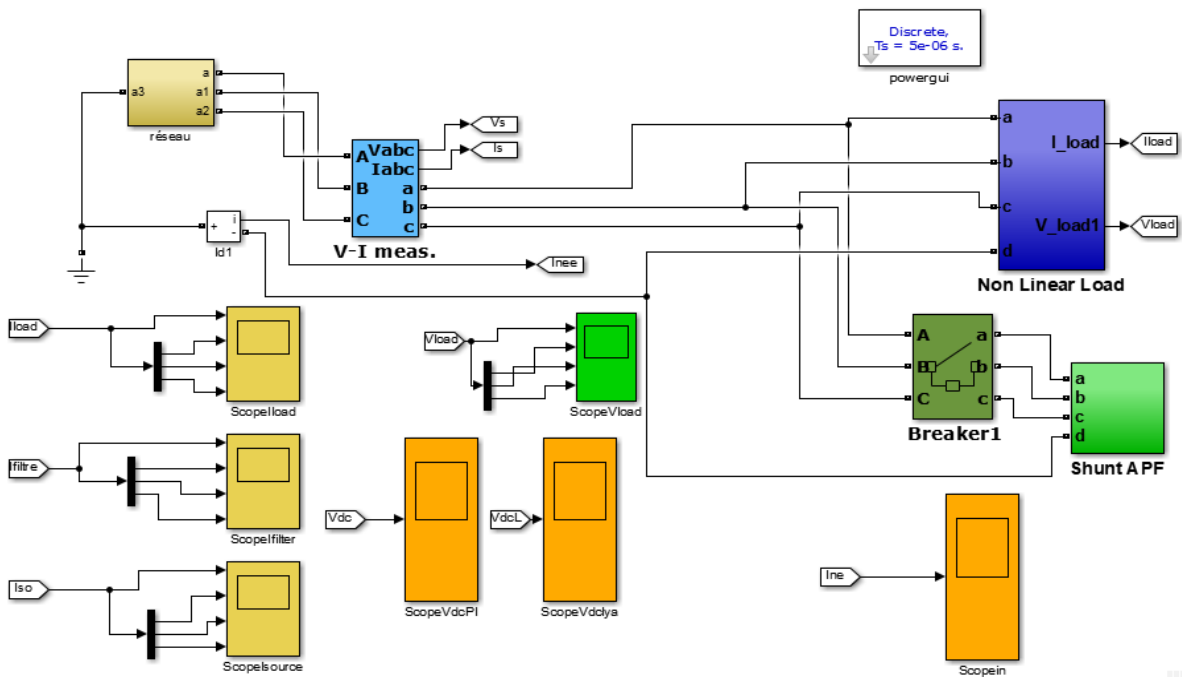 Discrete,
Ts = 5e-06 s.
powergui
a3
a
a1
a2
réseau
A
B
C
Vabc
Iabc
a
b
c
V-I meas.
Vs
Is
a
b
c
d
I_load
V_load1
Non Linear Load
Iload
Vload
+
i
-
Id1
Inee
Iload
ScopeIload
Vload
ScopeVload
A
B
C
a
b
c
Breaker1
a
b
c
d
Shunt APF
Ifiltre
ScopeIfilter
Vdc
ScopeVdcPI
VdcL
ScopeVdclya
Iso
ScopeIsource
Ine
Scopein